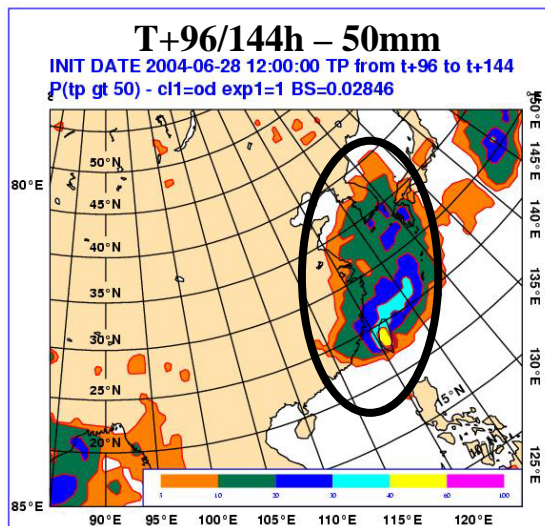 T+96/144h – 50mm
INIT DATE 2004-06-28 12:00:00 TP from t+96 to t+144
P(tp gt 50) - cl1=od exp1=1 BS=0.02846
150°E
145°E
50°N
80°E
45°N
140°E
40°N
35°N
135°E
30°N
130°E
25°N
15°N
20°N
125°E
5 10 20 30 40 60 100
85°E
90°E 95°E 100°E 105°E 110°E 115°E 120°E